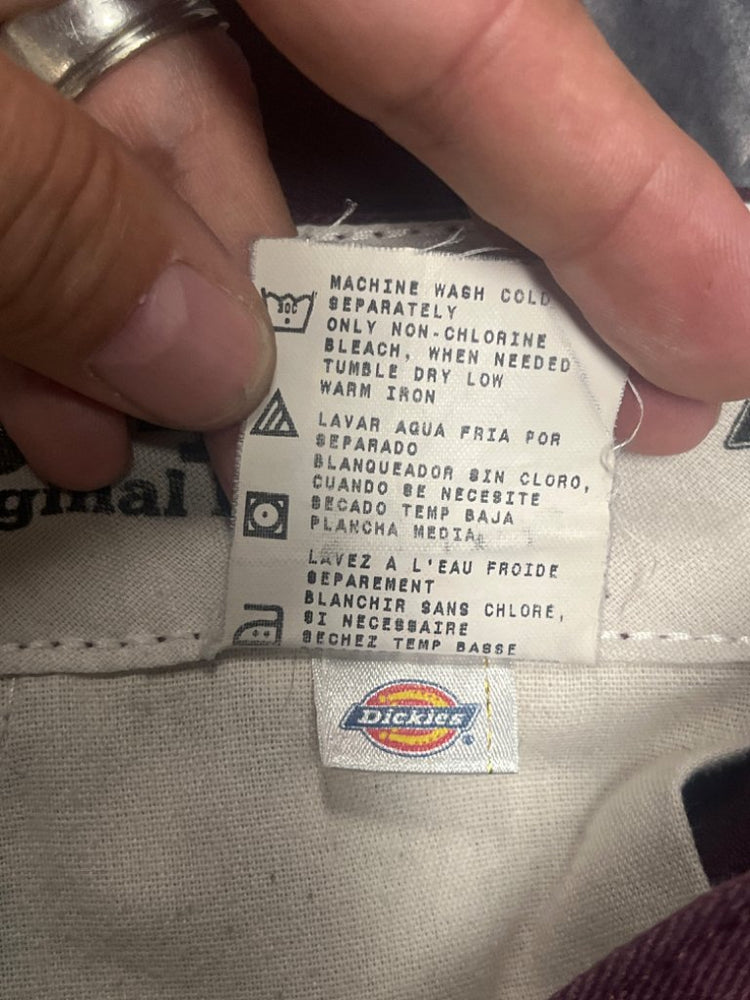 MACHINE WASH COLD
SEPARATELY
ONLY NON-CHLORINE
BLEACH, WHEN NEEDED
TUMBLE DRY LOW
WARM IRON
30C
LAVAR AGUA FRIA POR
SEPARADO
BLANQUEADOR SIN CLORO,
CUANDO SE NECESITE
SECADO TEMP BAJA
PLANCHA MEDIA
LAVEZ A L'EAU FROIDE
SEPAREMENT
BLANCHIR SANS CHLORE,
SI NECESSAIRE
SECHEZ TEMP BASSE
Dickies®